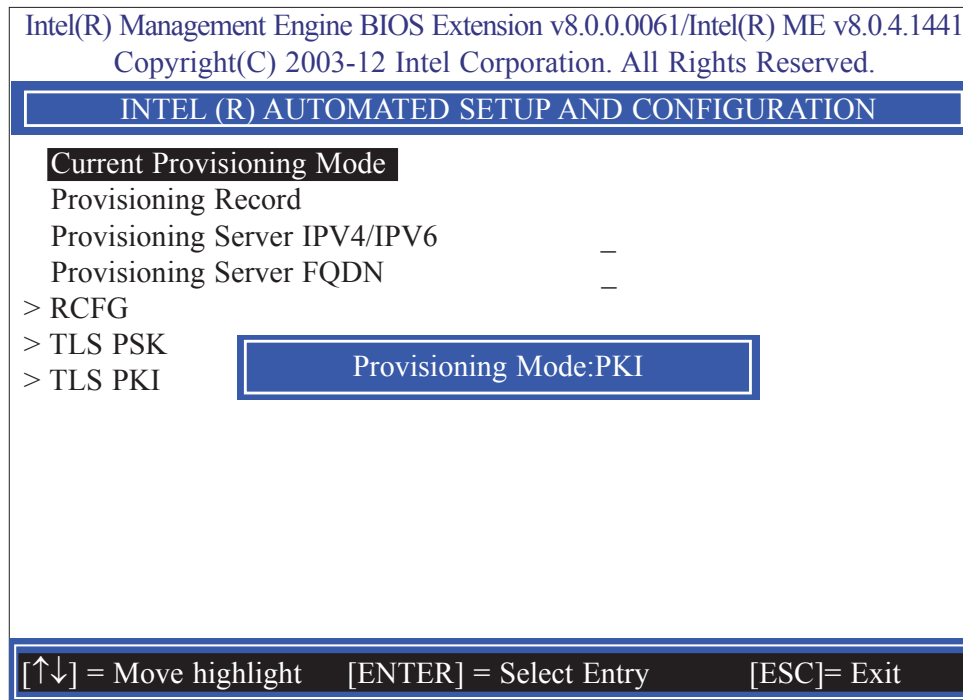 Intel(R) Management Engine BIOS Extension v8.0.0.0061/Intel(R) ME v8.0.4.1441
Copyright(C) 2003-12 Intel Corporation. All Rights Reserved.
INTEL (R) AUTOMATED SETUP AND CONFIGURATION
Current Provisioning Mode
Provisioning Record
Provisioning Server IPV4/IPV6 _
Provisioning Server FQDN _
> RCFG
> TLS PSK
> TLS PKI
Provisioning Mode:PKI
[↑↓] = Move highlight [ENTER] = Select Entry [ESC]= Exit